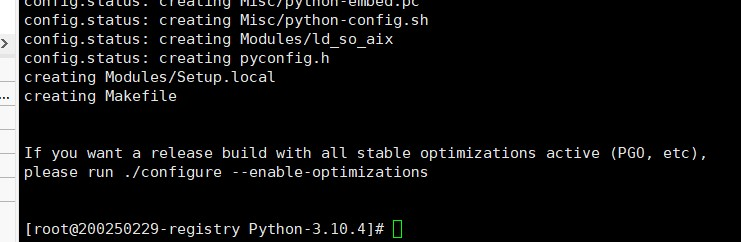 config.status: creating Misc/python-embed.pc
config.status: creating Misc/python-config.sh
config.status: creating Modules/ld_so_aix
config.status: creating pyconfig.h
creating Modules/Setup.local
creating Makefile
If you want a release build with all stable optimizations active (PGO, etc),
please run ./configure --enable-optimizations
[root@200250229-registry Python-3.10.4]#